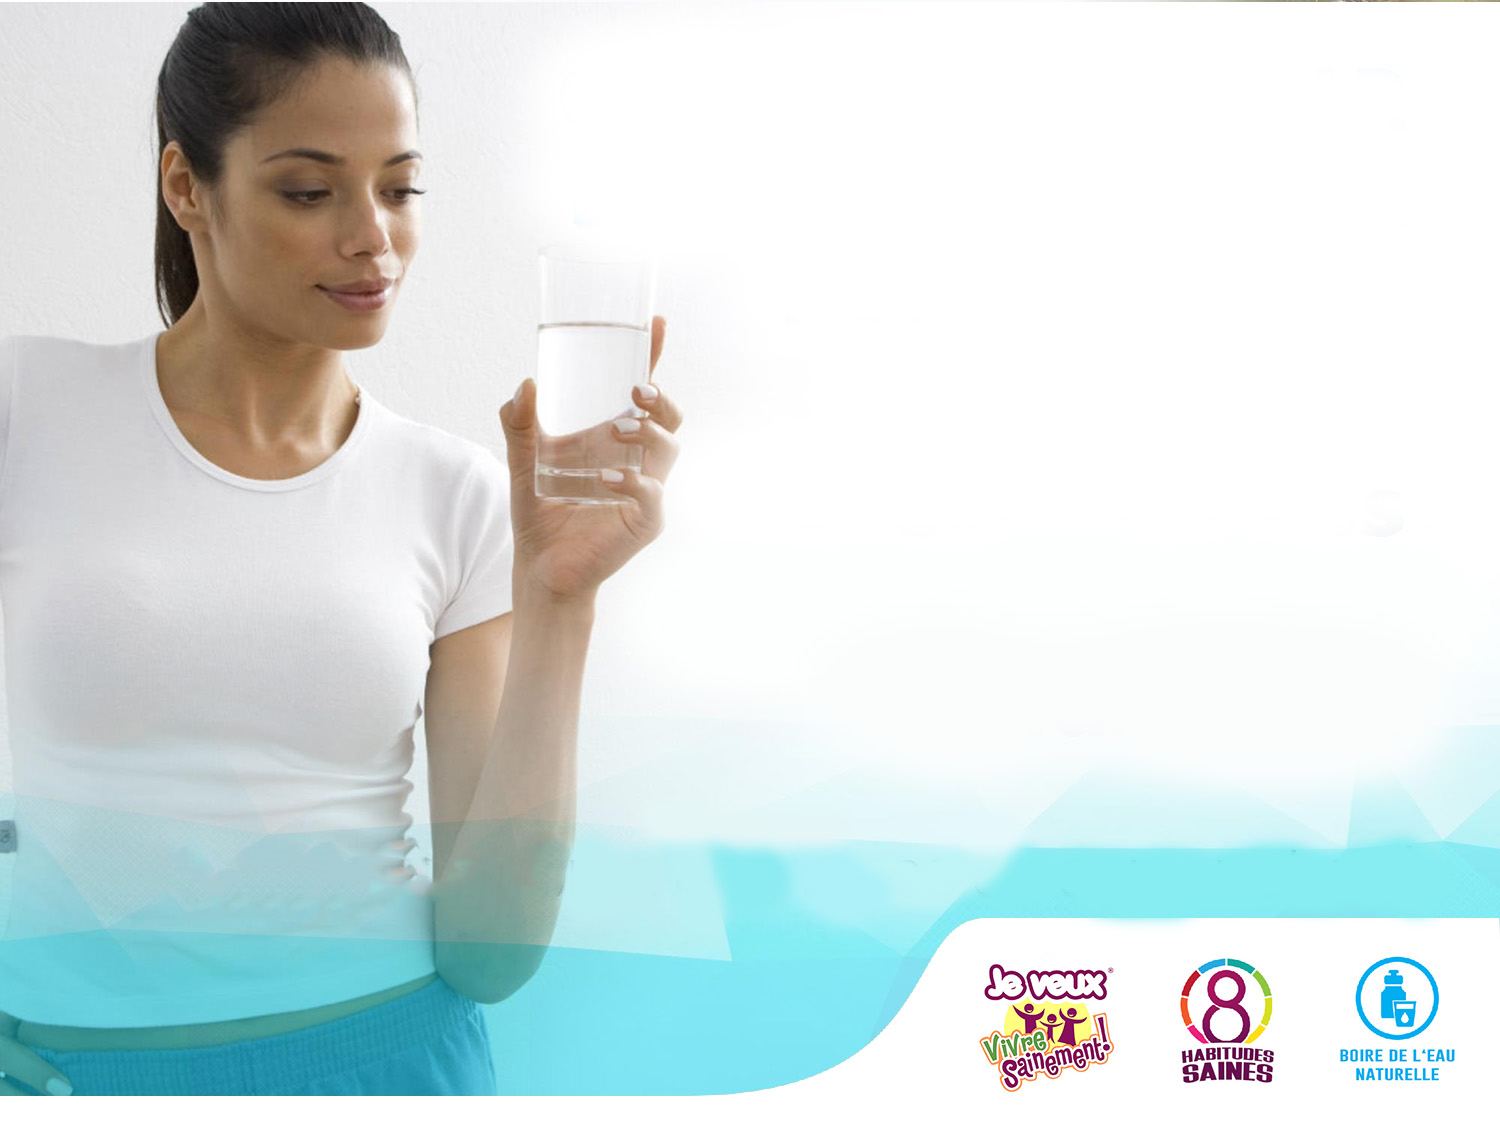 Je veux®
Vivre
Sainement!
8
HABITUDES
SAINES
BOIRE DE L'EAU
NATURELLE